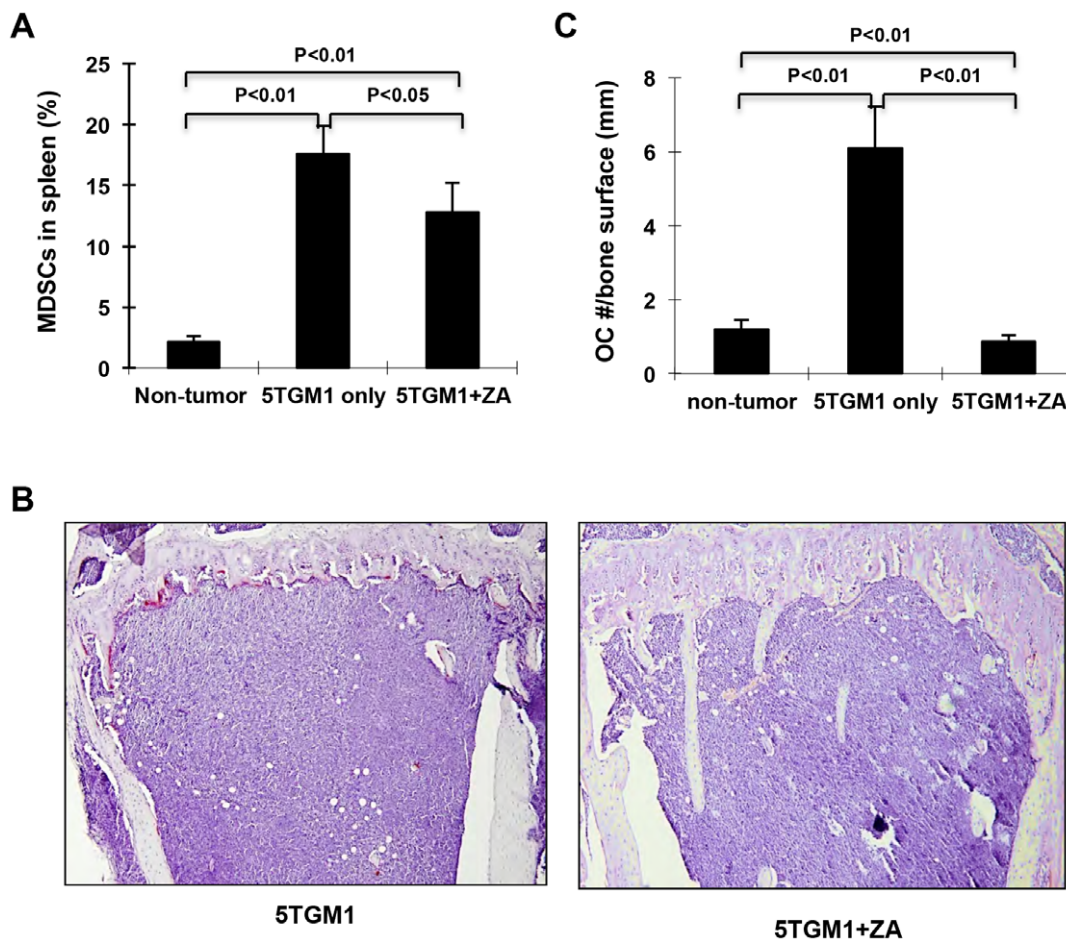 A
P<0.01
P<0.01
P<0.05
MDSCs in spleen (%)
25
20
15
10
5
0
Non-tumor
5TGM1 only
5TGM1+ZA
C
P<0.01
P<0.01
P<0.01
OC #/bone surface (mm)
8
6
4
2
0
non-tumor
5TGM1 only
5TGM1+ZA
B
5TGM1
5TGM1+ZA